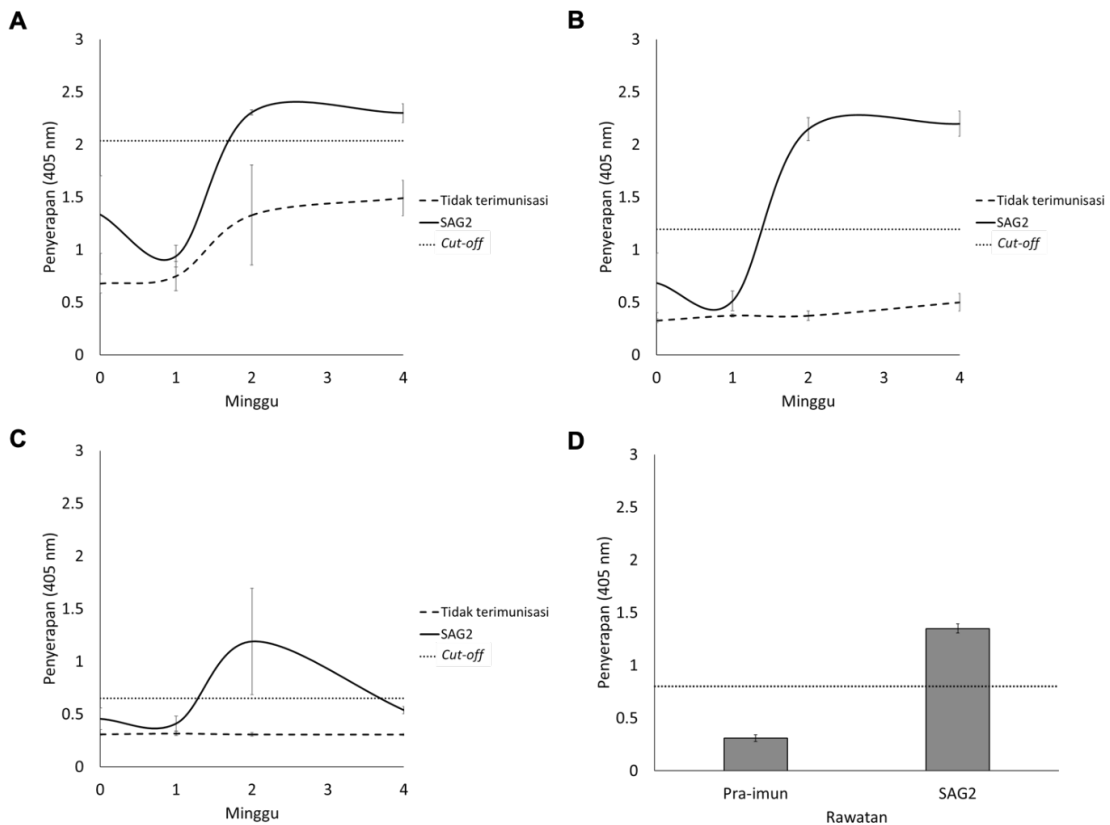 A
3
2.5
2
1.5
1
0.5
0
0 1 2 3 4
Penyerapan (405 nm)
Minggu
Tidak terimunisasi
SAG2
Cut-off
B
3
2.5
2
1.5
1
0.5
0
0 1 2 3 4
Penyerapan (405 nm)
Minggu
Tidak terimunisasi
SAG2
Cut-off
C
3
2.5
2
1.5
1
0.5
0
0 1 2 3 4
Penyerapan (405 nm)
Minggu
Tidak terimunisasi
SAG2
Cut-off
D
3
2.5
2
1.5
1
0.5
0
Penyerapan (405 nm)
Pra-imun SAG2
Rawatan